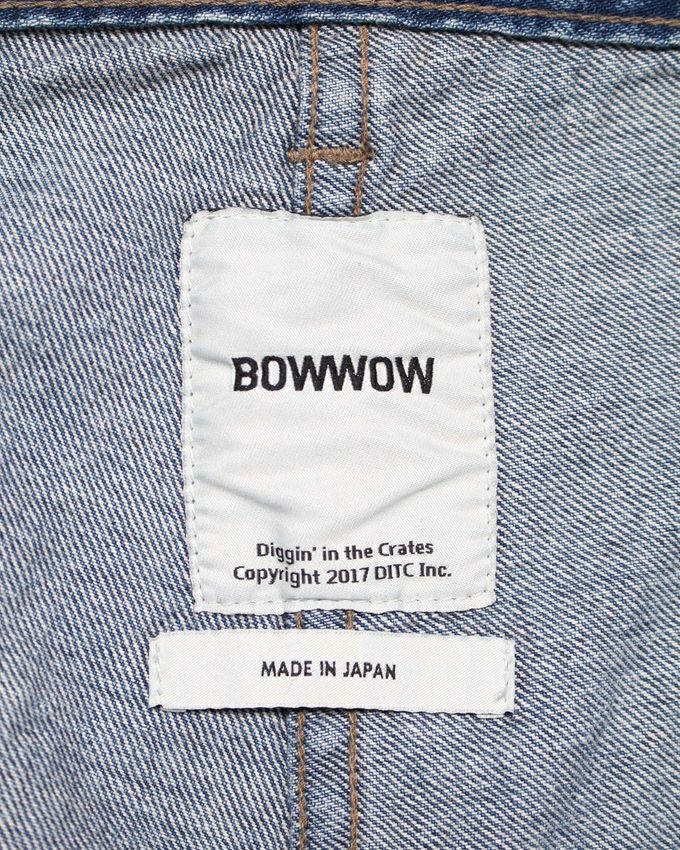 BOWWOW
Diggin' in the Crates
Copyright 2017 DITC Inc.
MADE IN JAPAN